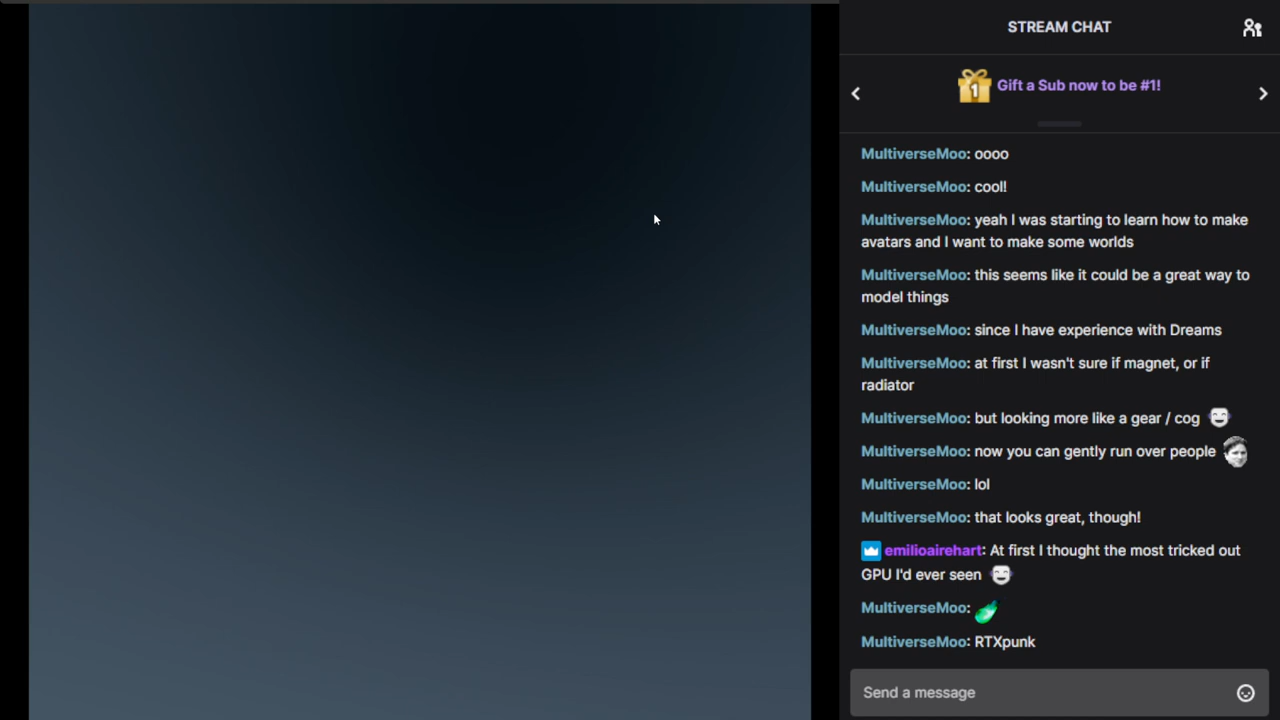 STREAM CHAT
1
Gift a Sub now to be #1!
MultiverseMoo: oooo
MultiverseMoo: cool!
MultiverseMoo: yeah I was starting to learn how to make
avatars and I want to make some worlds
MultiverseMoo: this seems like it could be a great way to
model things
MultiverseMoo: since I have experience with Dreams
MultiverseMoo: at first I wasn't sure if magnet, or if
radiator
MultiverseMoo: but looking more like a gear / cog
MultiverseMoo: now you can gently run over people
MultiverseMoo: lol
MultiverseMoo: that looks great, though!
emilioairehart: At first I thought the most tricked out
GPU I'd ever seen
MultiverseMoo:
MultiverseMoo: RTXpunk
Send a message